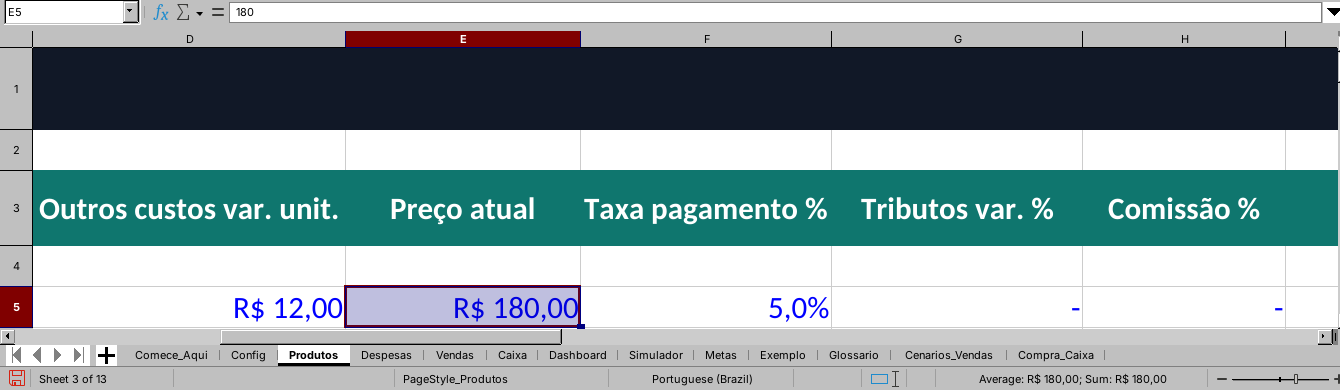 E5 fx Σ = 180
D E F G H
1
2
3 Outros custos var. unit. Preço atual Taxa pagamento % Tributos var. % Comissão %
4
5 R$ 12,00 R$ 180,00 5,0% - -
Comece_Aqui Config Produtos Despesas Vendas Caixa Dashboard Simulador Metas Exemplo Glossario Cenarios_Vendas Compra_Caixa
Sheet 3 of 13 PageStyle_Produtos Portuguese (Brazil) Average: R$ 180,00; Sum: R$ 180,00